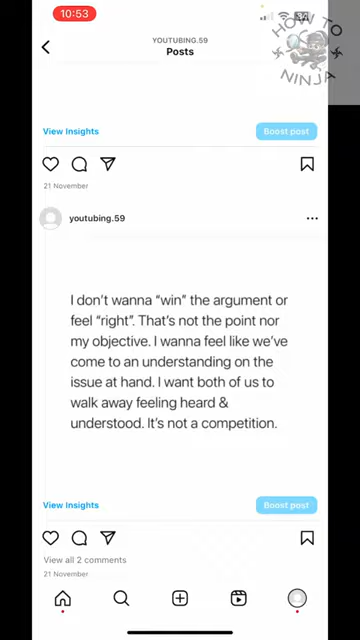 10:53
HOW TO
NINJA
YOUTUBING.59
Posts
View Insights
Boost post
21 November
youtubing.59
I don't wanna "win" the argument or
feel "right". That's not the point nor
my objective. I wanna feel like we've
come to an understanding on the
issue at hand. I want both of us to
walk away feeling heard &
understood. It's not a competition.
View Insights
Boost post
View all 2 comments
21 November